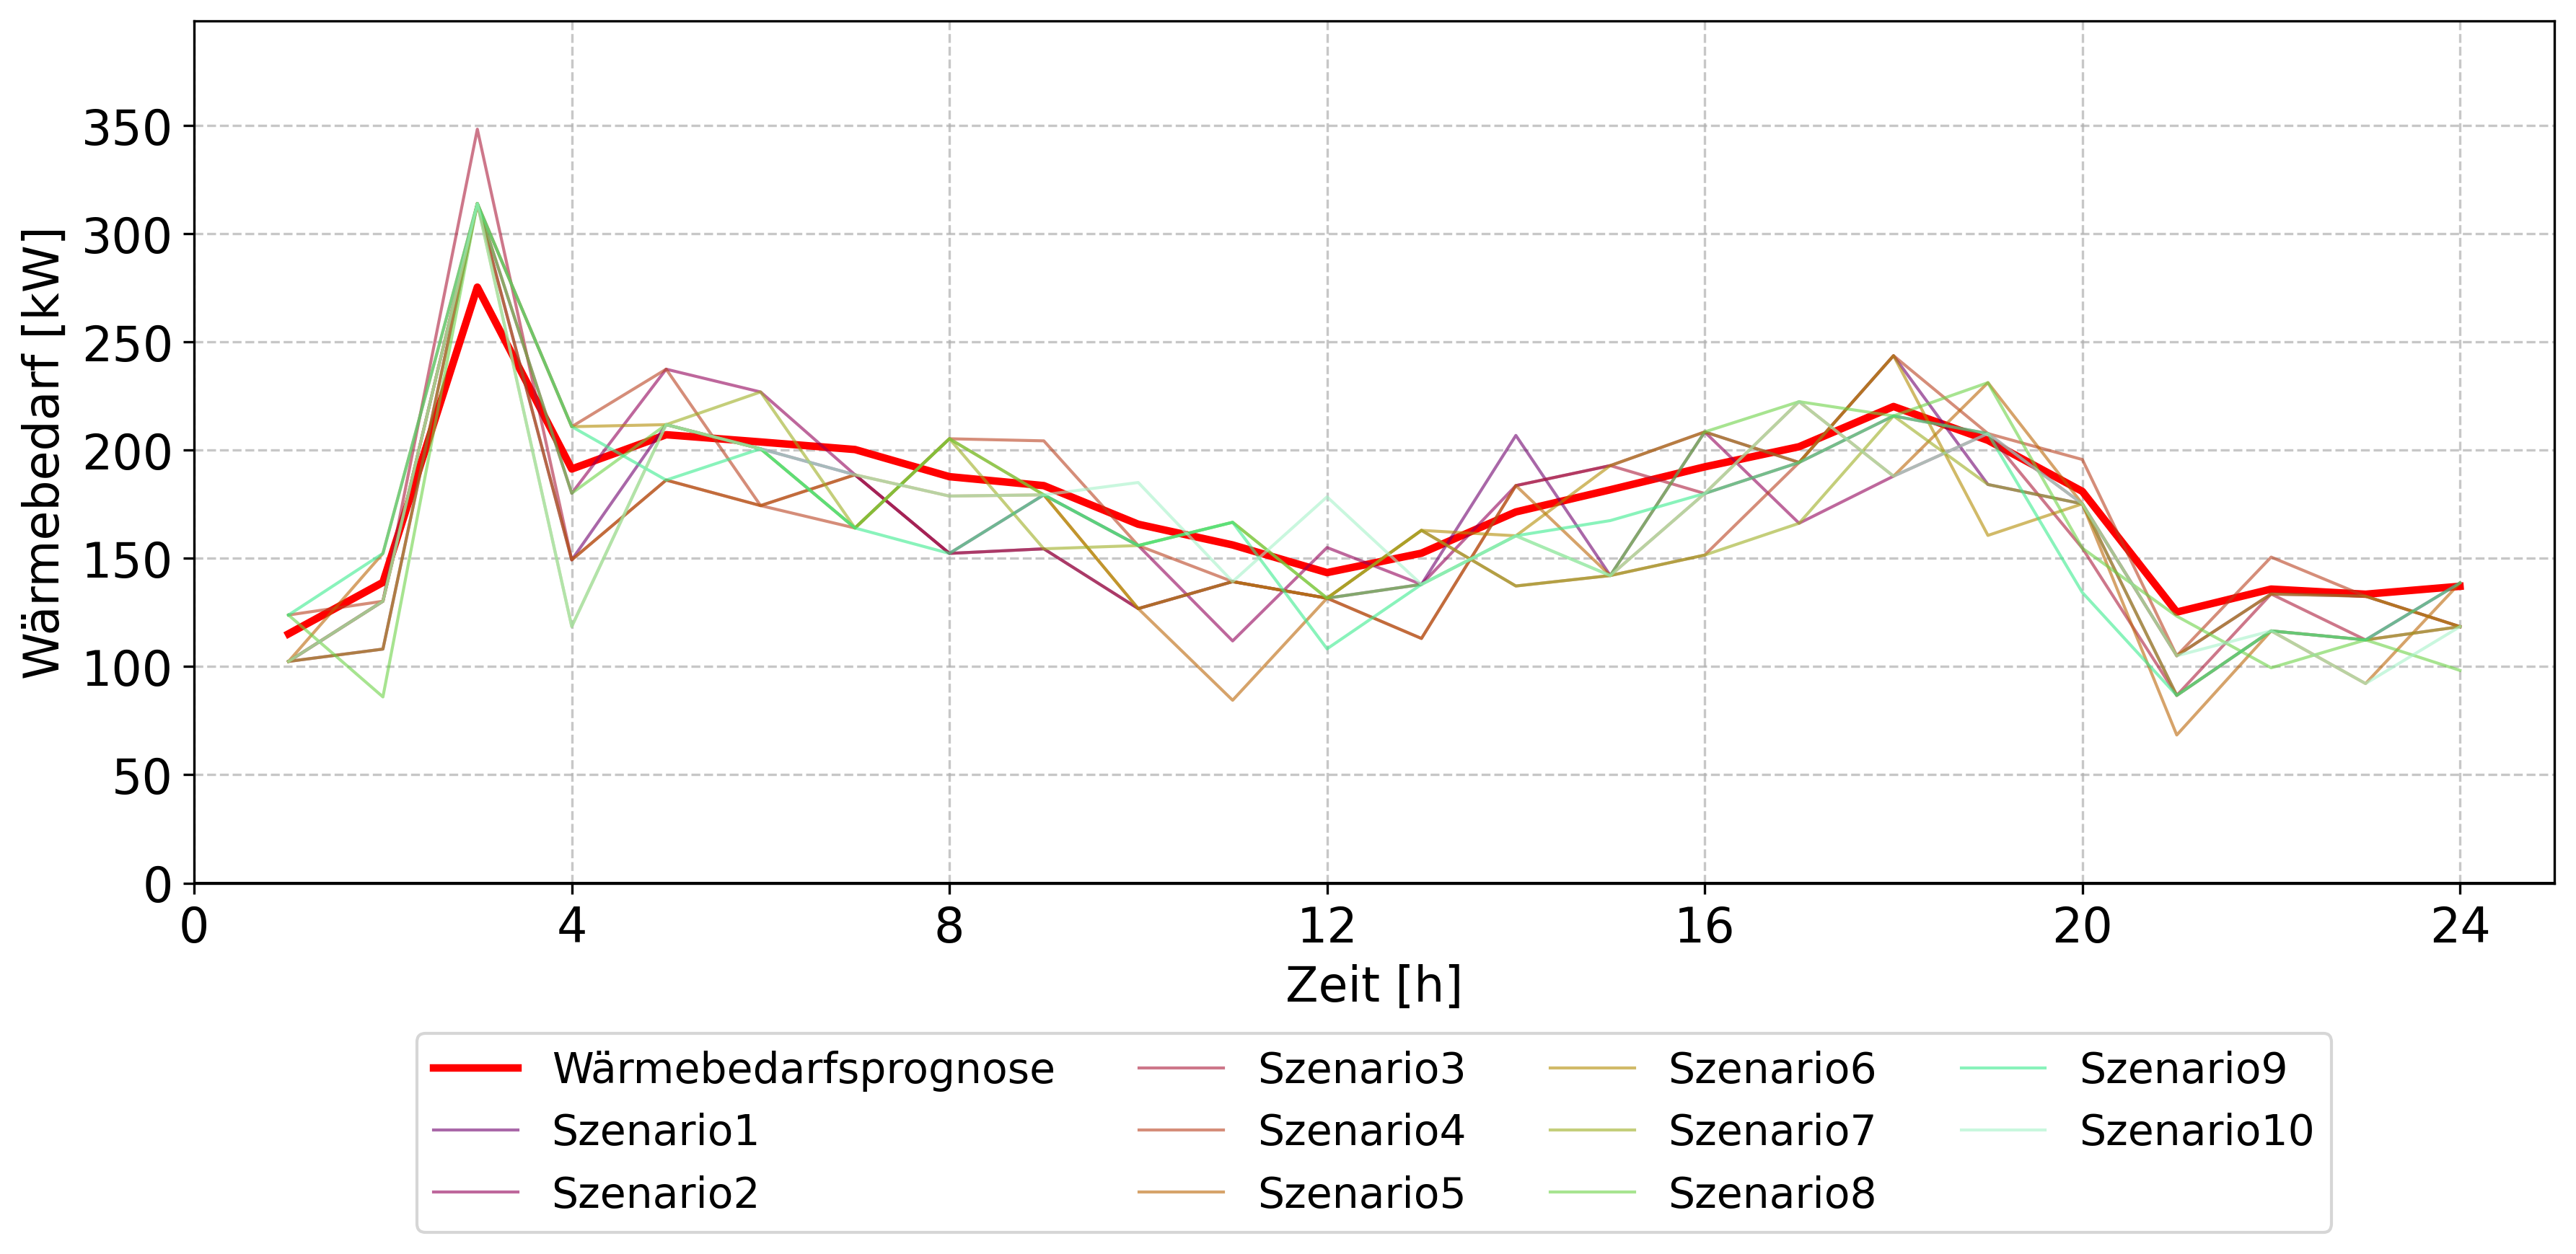 Wärmebedarf [kW]
350
300
250
200
150
100
50
0
0 4 8 12 16 20 24
Zeit [h]
Wärmebedarfsprognose
Szenario1
Szenario2
Szenario3
Szenario4
Szenario5
Szenario6
Szenario7
Szenario8
Szenario9
Szenario10